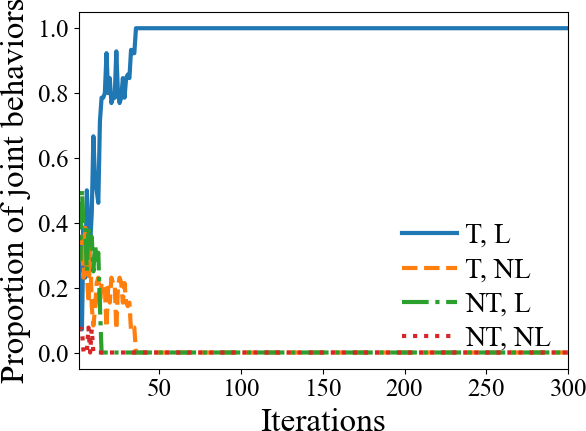 Proportion of joint behaviors
1.0
0.8
0.6
0.4
0.2
0.0
T, L
T, NL
NT, L
NT, NL
50 100 150 200 250 300
Iterations